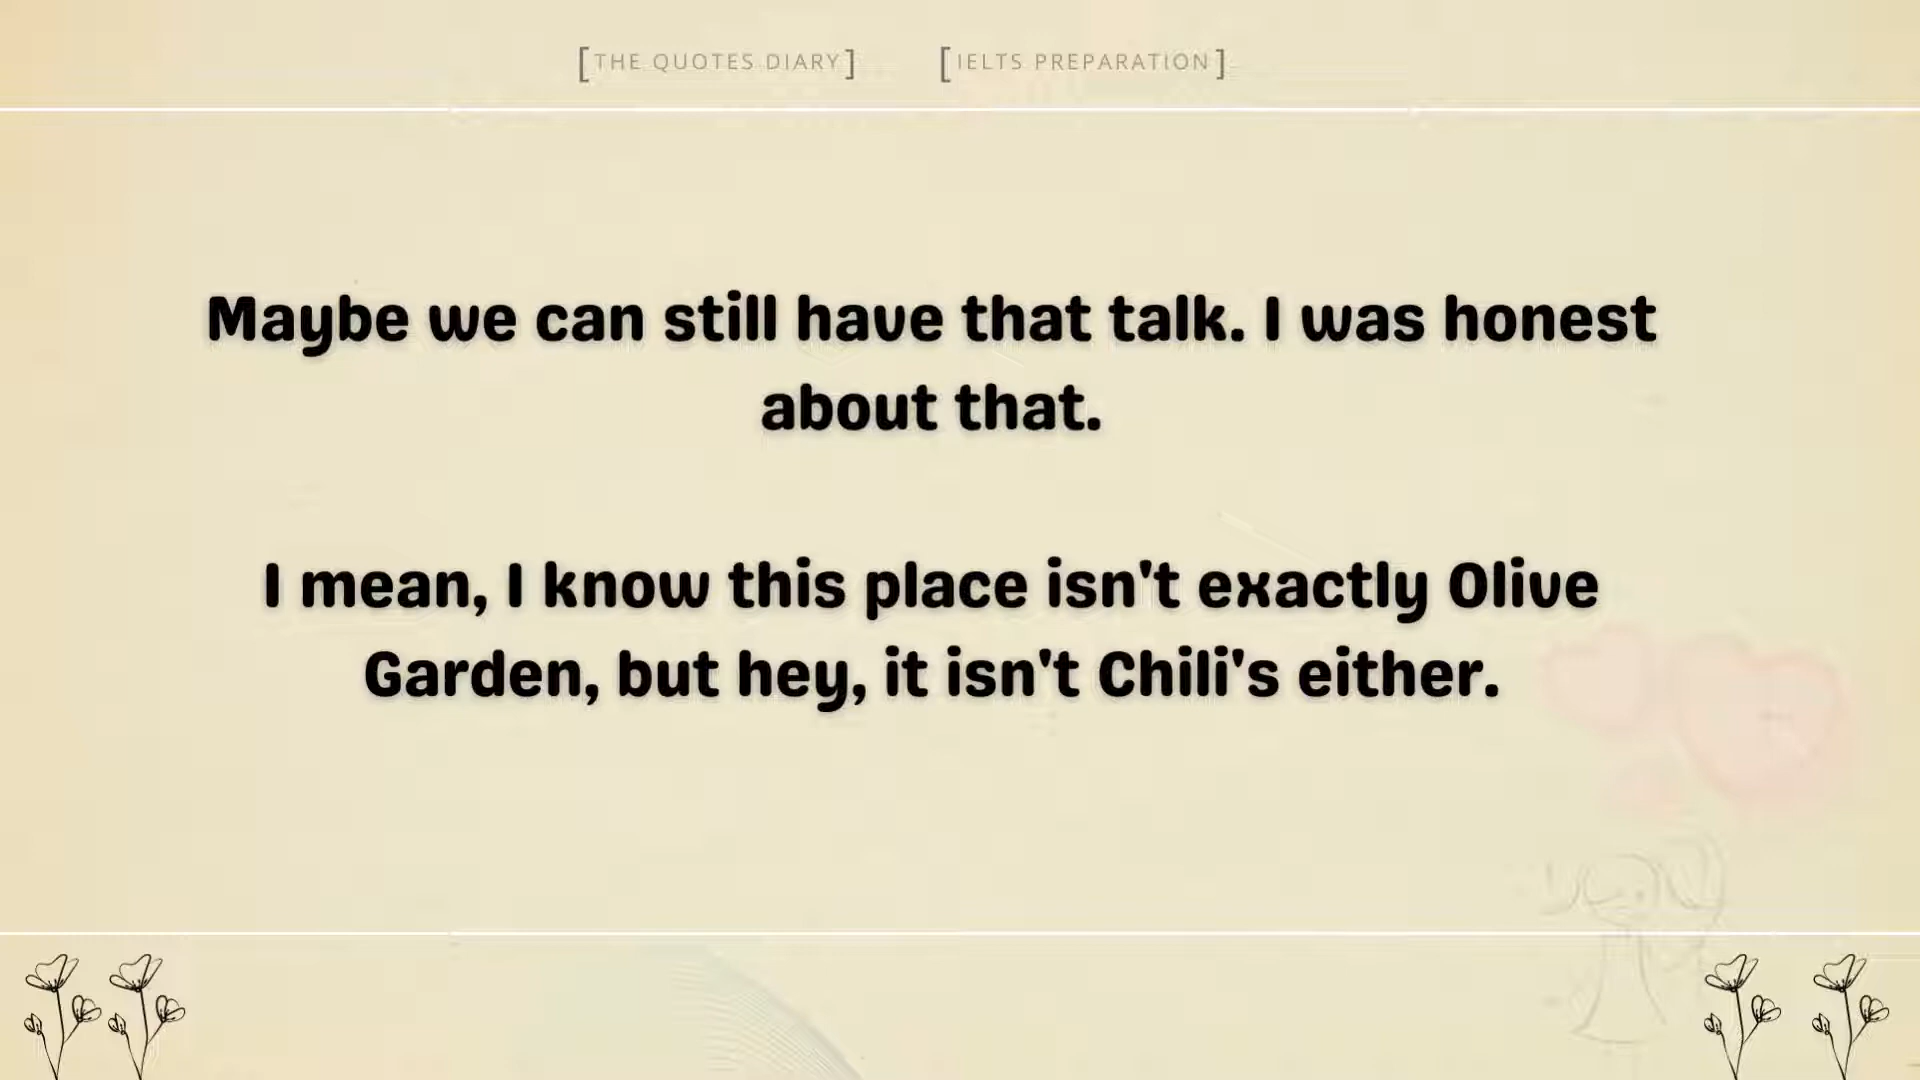 [THE QUOTES DIARY] [IELTS PREPARATION]
Maybe we can still have that talk. I was honest
about that.
I mean, I know this place isn't exactly Olive
Garden, but hey, it isn't Chili's either.